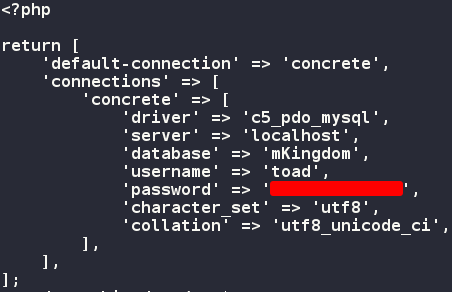 <?php
return [
    'default-connection' => 'concrete',
    'connections' => [
        'concrete' => [
            'driver' => 'c5_pdo_mysql',
            'server' => 'localhost',
            'database' => 'mKingdom',
            'username' => 'toad',
            'password' => '',
            'character_set' => 'utf8',
            'collation' => 'utf8_unicode_ci',
        ],
    ],
];